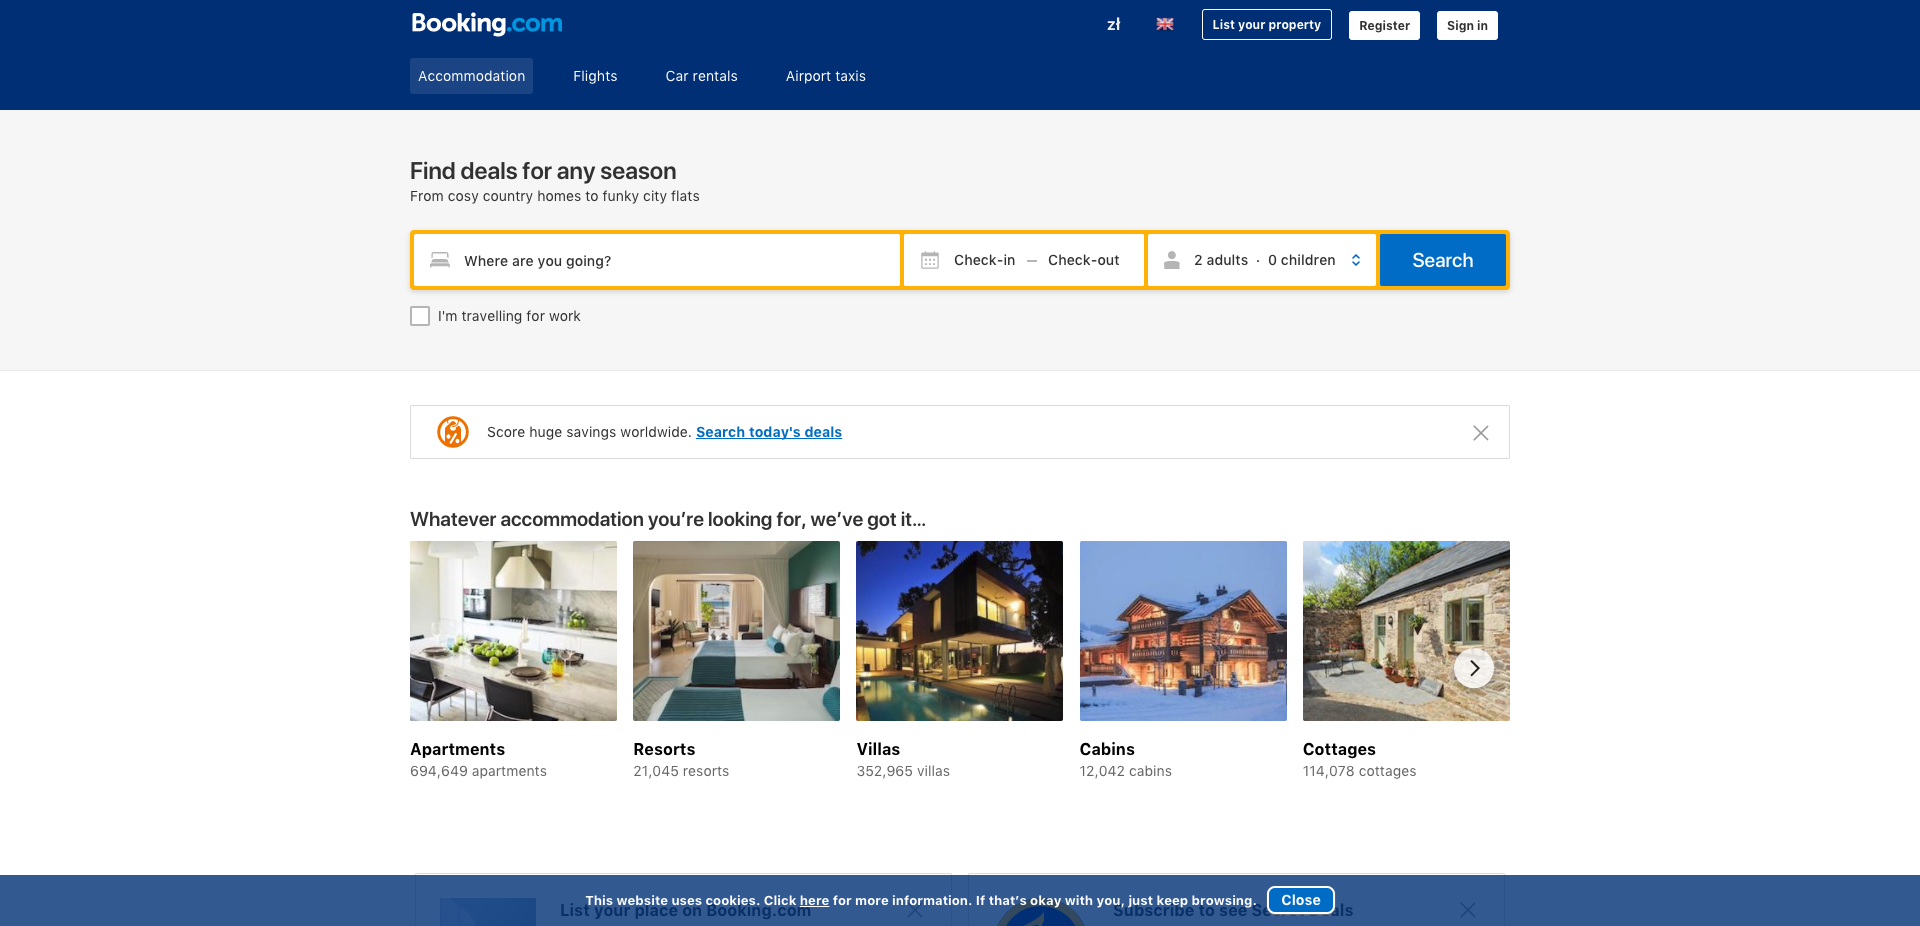 Booking.com
zł
List your property
Register
Sign in
Accommodation
Flights
Car rentals
Airport taxis
Find deals for any season
From cosy country homes to funky city flats
Where are you going?
Check-in — Check-out
2 adults · 0 children
Search
I'm travelling for work
Score huge savings worldwide. Search today's deals
Whatever accommodation you’re looking for, we’ve got it...
Apartments
694,649 apartments
Resorts
21,045 resorts
Villas
352,965 villas
Cabins
12,042 cabins
Cottages
114,078 cottages
This website uses cookies. Click here for more information. If that's okay with you, just keep browsing.
Close
List your place on Booking.com
Subscribe to see Secret Deals